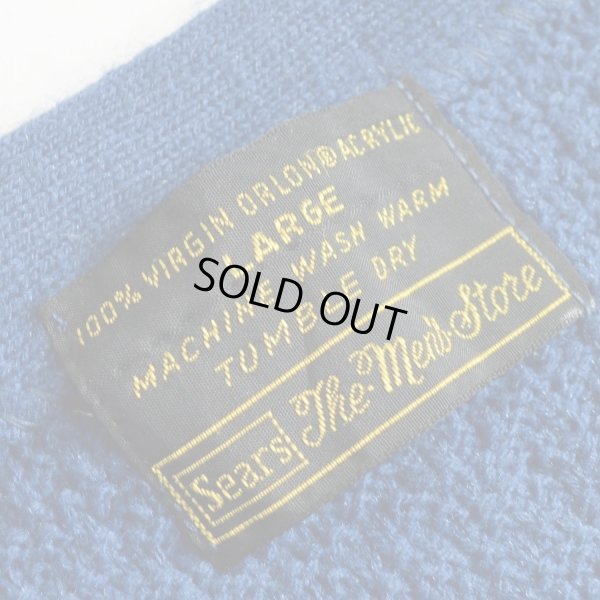 100% VIRGIN ORLON® ACRYLIC
LARGE
MACHINE WASH WARM
TUMBLE DRY
SOLD OUT
Sears The Men's Store